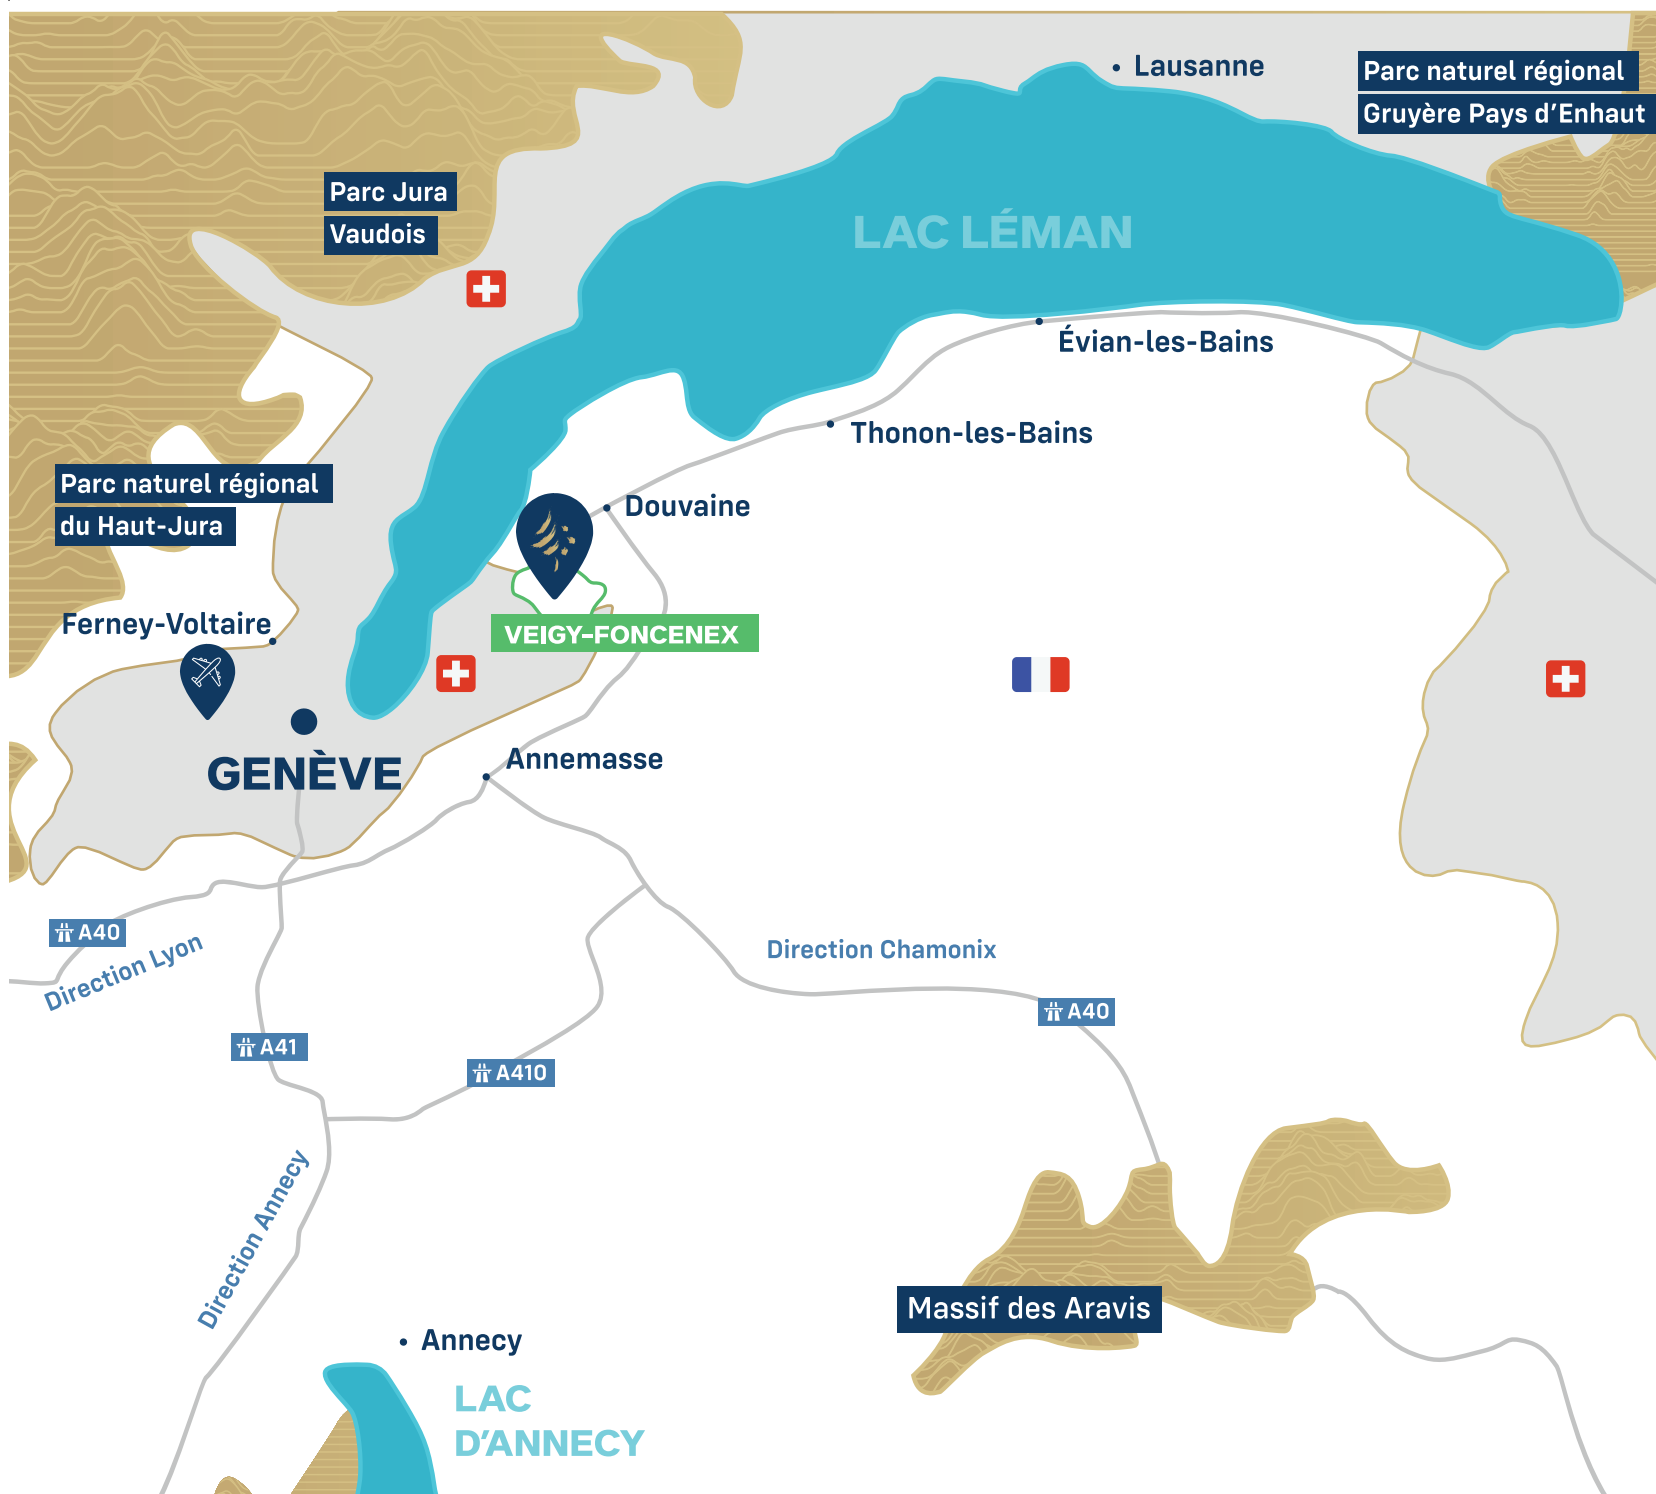 Lausanne
Parc naturel régional
Gruyère Pays d’Enhaut
Parc Jura
Vaudois
LAC LÉMAN
Évian-les-Bains
Thonon-les-Bains
Parc naturel régional
du Haut-Jura
Douvaine
Ferney-Voltaire
VEIGY-FONCENEX
GENÈVE
Annemasse
A40
Direction Lyon
Direction Chamonix
A40
A41
A410
Direction Annecy
Massif des Aravis
Annecy
LAC
D’ANNECY